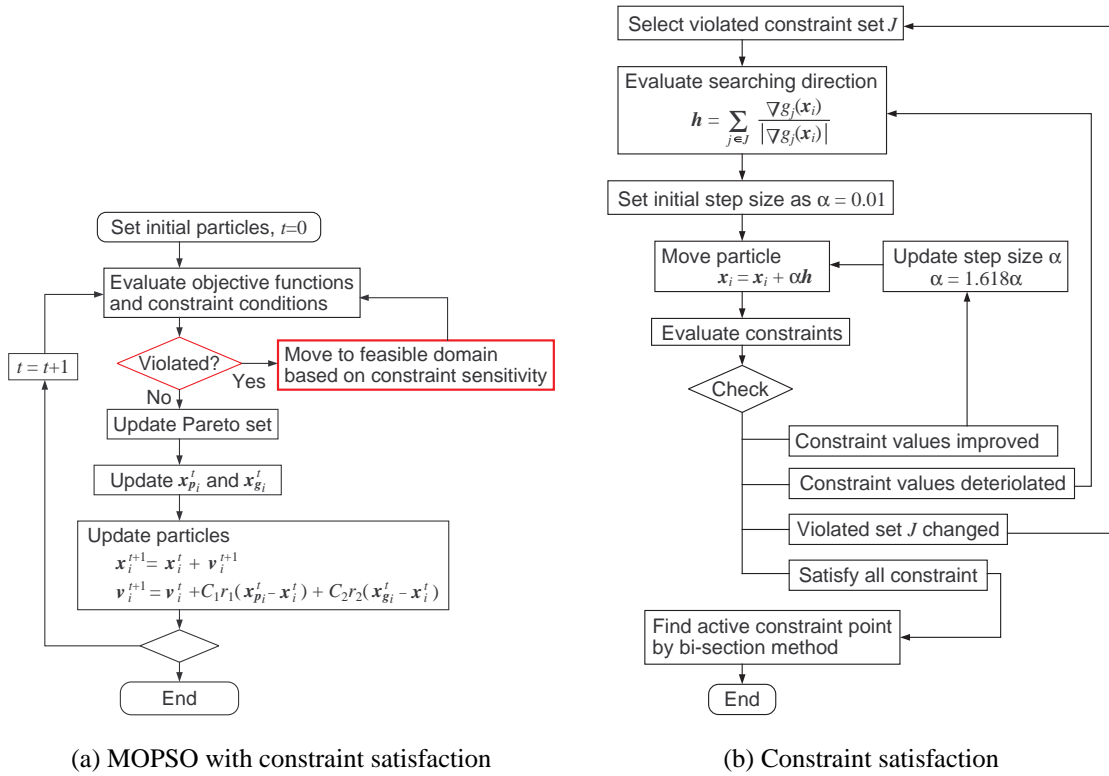 Set initial particles, t=0
Evaluate objective functions
and constraint conditions
Violated?
Yes
No
Move to feasible domain
based on constraint sensitivity
t = t+1
Update Pareto set
Update x_{p_i}^t and x_{g_i}^t
Update particles
x_i^{t+1} = x_i^t + v_i^{t+1}
v_i^{t+1} = v_i^t + C_1r_1(x_{p_i}^t − x_i^t) + C_2r_2(x_{g_i}^t − x_i^t)
End
(a) MOPSO with constraint satisfaction
Select violated constraint set J
Evaluate searching direction
h = ∑_{j∈J} ∇g_j(x_i) / |∇g_j(x_i)|
Set initial step size as α = 0.01
Move particle
x_i = x_i + αh
Update step size α
α = 1.618α
Evaluate constraints
Check
Constraint values improved
Constraint values deteriolated
Violated set J changed
Satisfy all constraint
Find active constraint point
by bi-section method
End
(b) Constraint satisfaction